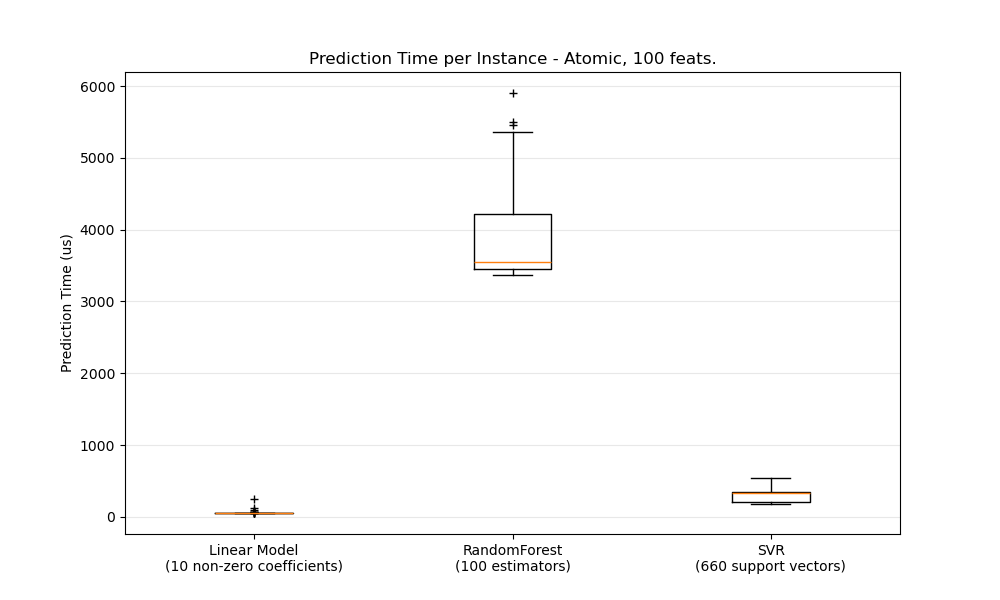 Prediction Time per Instance - Atomic, 100 feats.
Prediction Time (us)
6000
5000
4000
3000
2000
1000
0
Linear Model
(10 non-zero coefficients)
RandomForest
(100 estimators)
SVR
(660 support vectors)